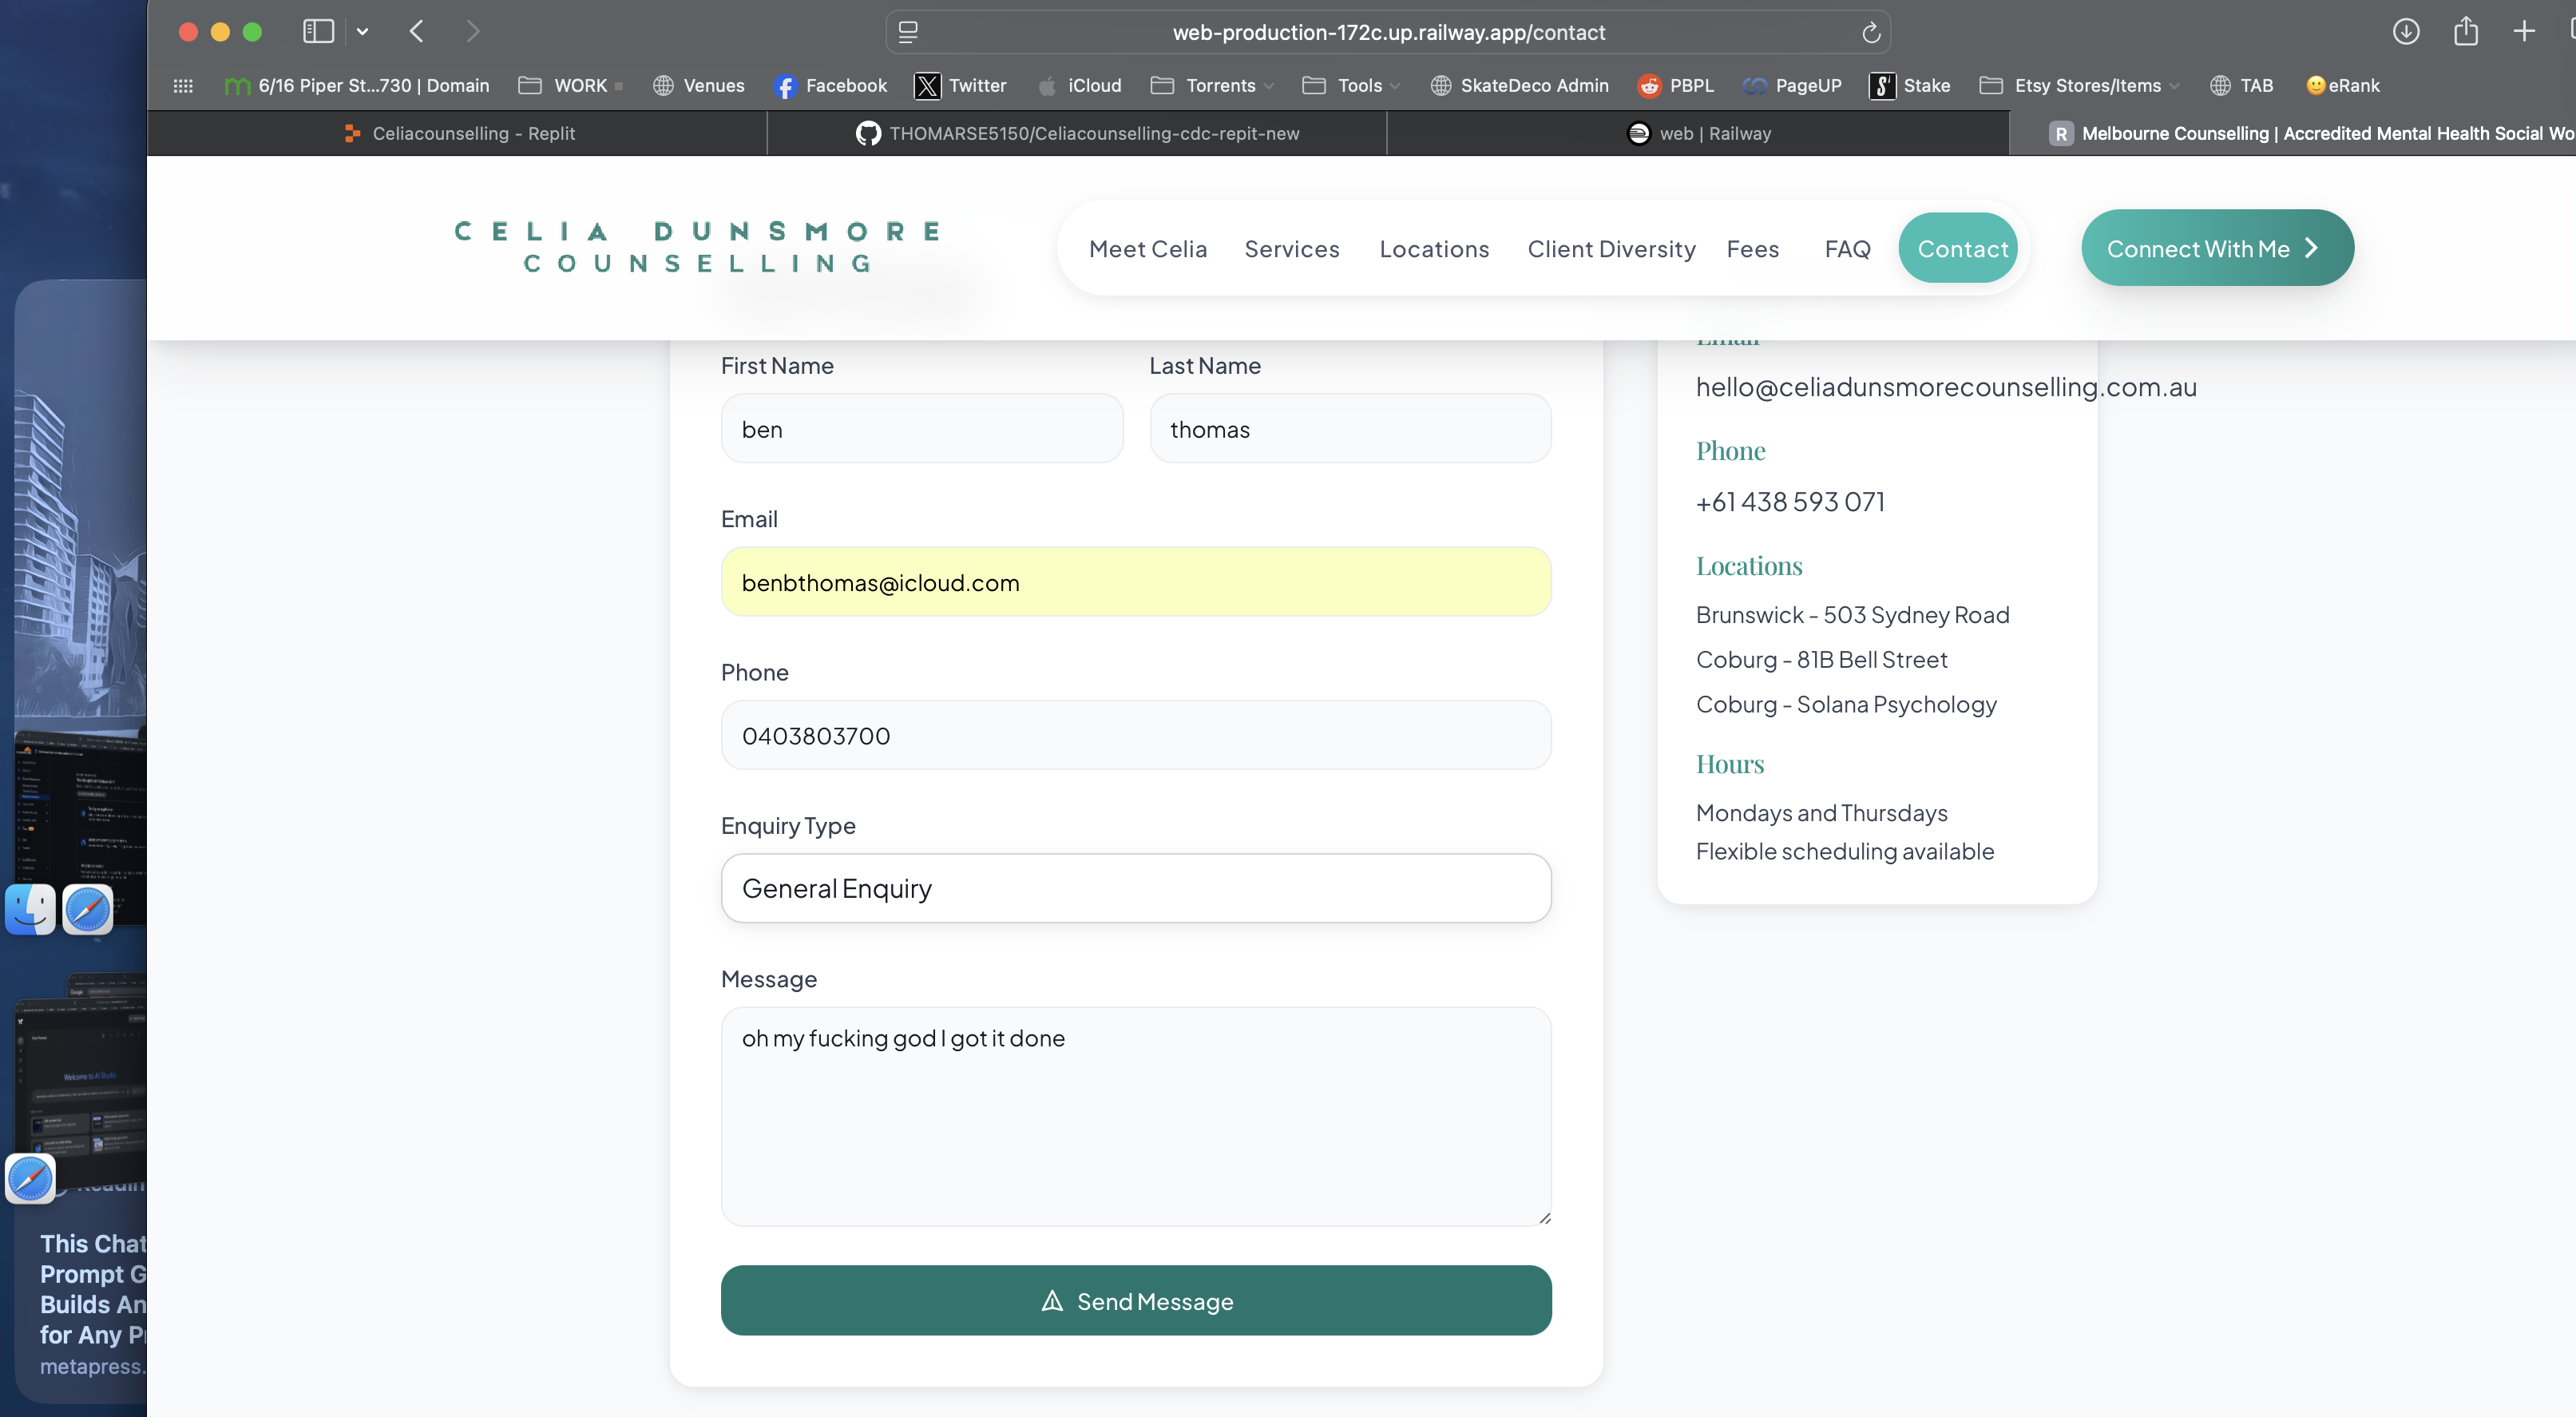 web-production-172c.up.railway.app/contact
6/16 Piper St...730 | Domain
WORK
Venues
Facebook
Twitter
iCloud
Torrents
Tools
SkateDeco Admin
PBPL
PageUP
Stake
Etsy Stores/Items
TAB
eRank
Celiacounselling - Replit
THOMARSE5150/Celiacounselling-cdc-repit-new
web | Railway
R Melbourne Counselling | Accredited Mental Health Social Wo
CELIA DUNSMORE
COUNSELLING
Meet Celia
Services
Locations
Client Diversity
Fees
FAQ
Contact
Connect With Me
First Name
Last Name
ben
thomas
Email
benbthomas@icloud.com
Phone
0403803700
Enquiry Type
General Enquiry
Message
oh my fucking god I got it done
Send Message
Email
hello@celiadunsmorecounselling.com.au
Phone
+61 438 593 071
Locations
Brunswick - 503 Sydney Road
Coburg - 81B Bell Street
Coburg - Solana Psychology
Hours
Mondays and Thursdays
Flexible scheduling available
Welcome to AI Studio
This Chat
Prompt G
Builds An
for Any P
metapress.